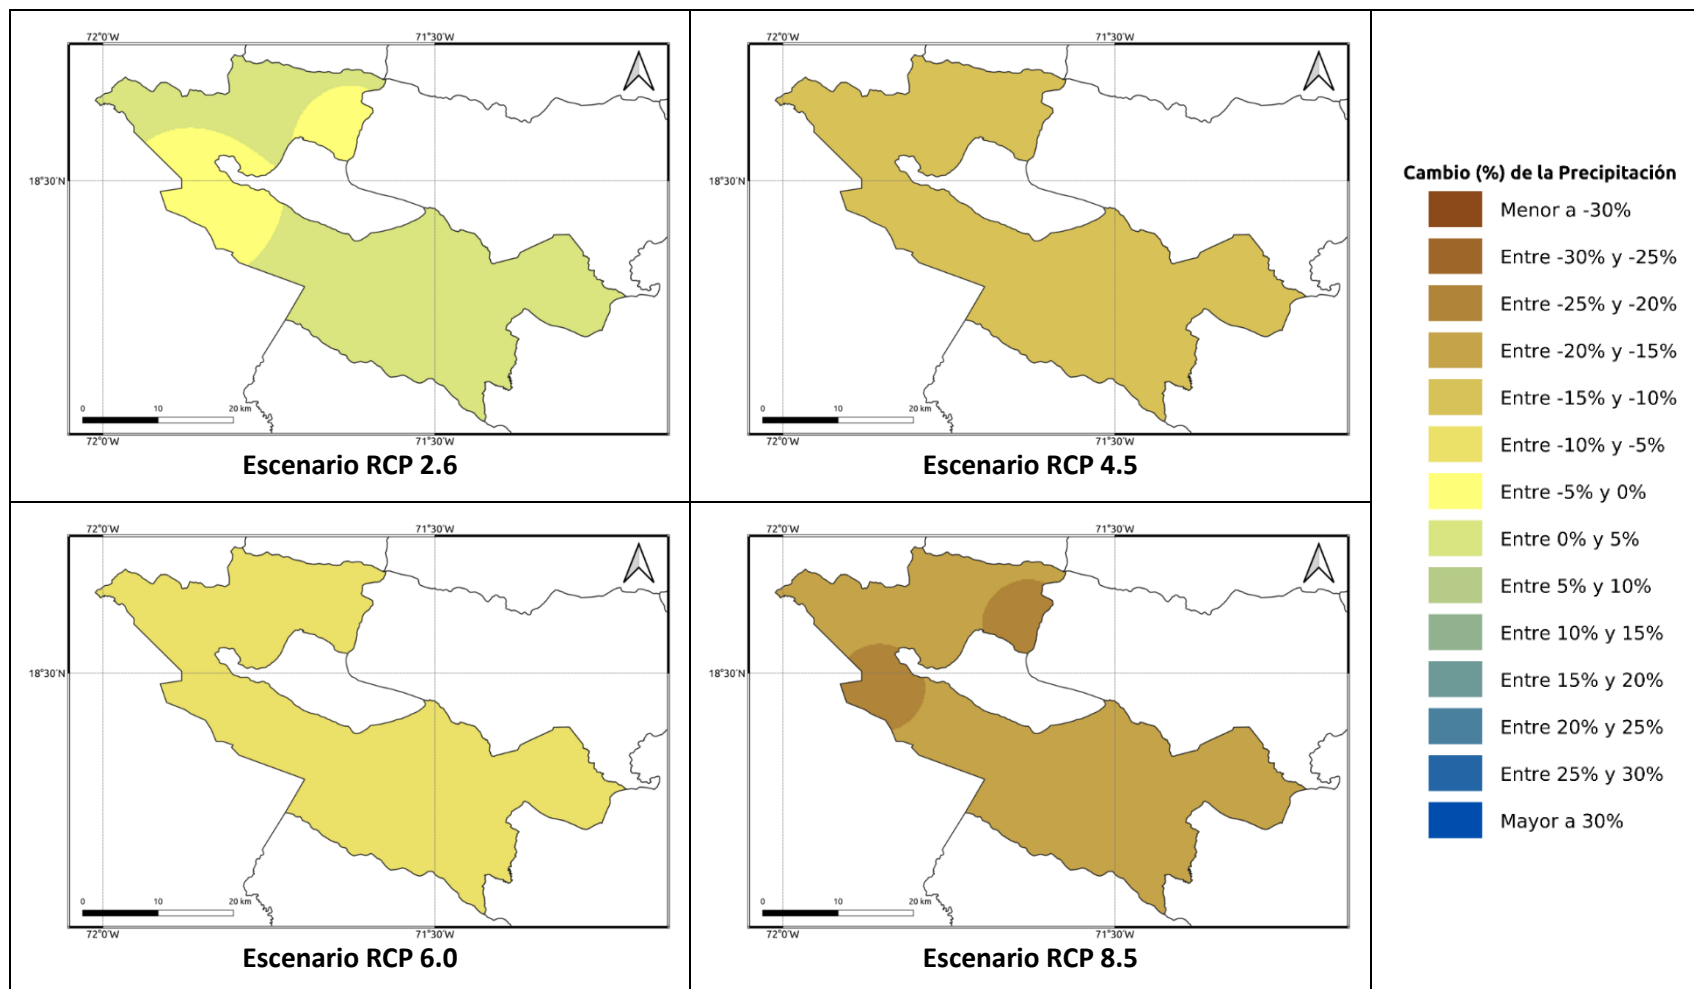 72°0'W 71°30'W
18°30'N
0 10 20 km
72°0'W 71°30'W
Escenario RCP 2.6
72°0'W 71°30'W
0 10 20 km
72°0'W 71°30'W
Escenario RCP 4.5
72°0'W 71°30'W
18°30'N
0 10 20 km
72°0'W 71°30'W
Escenario RCP 6.0
72°0'W 71°30'W
0 10 20 km
72°0'W 71°30'W
Escenario RCP 8.5
Cambio (%) de la Precipitación
Menor a -30%
Entre -30% y -25%
Entre -25% y -20%
Entre -20% y -15%
Entre -15% y -10%
Entre -10% y -5%
Entre -5% y 0%
Entre 0% y 5%
Entre 5% y 10%
Entre 10% y 15%
Entre 15% y 20%
Entre 20% y 25%
Entre 25% y 30%
Mayor a 30%